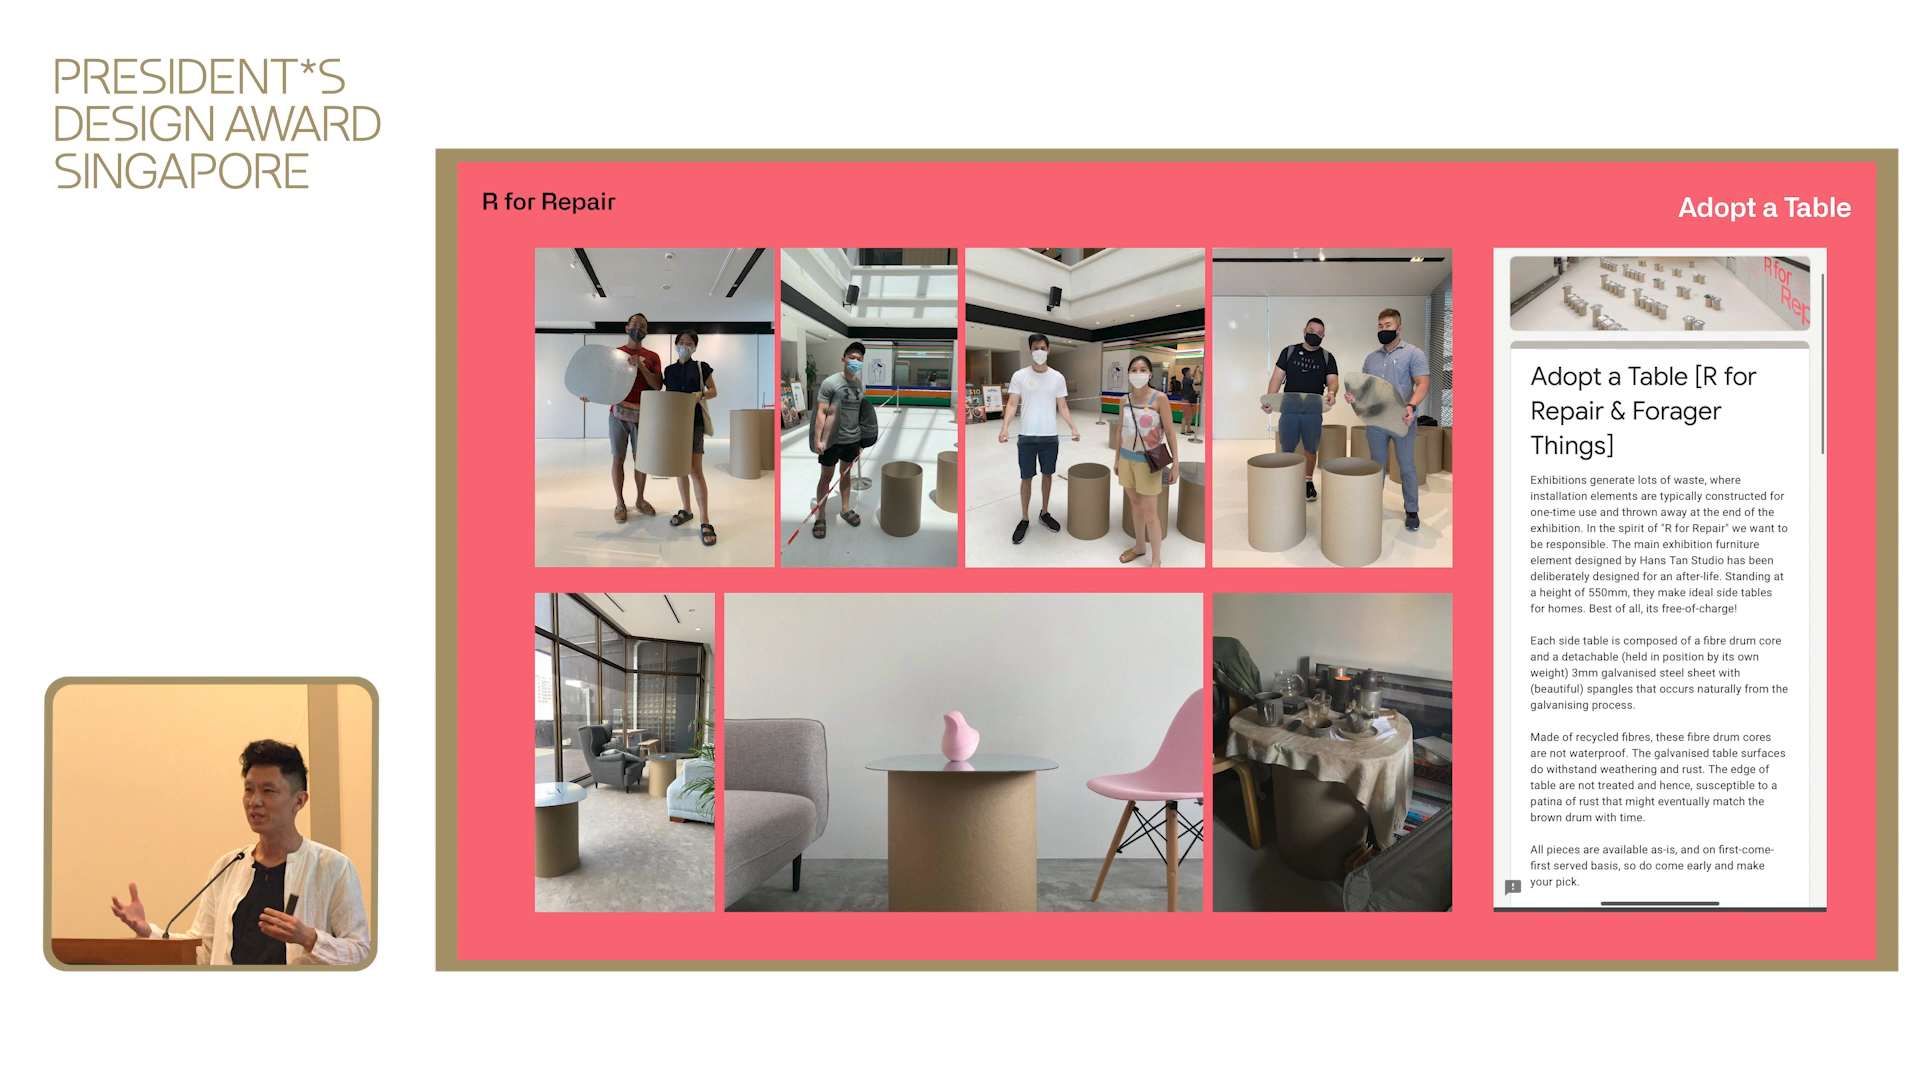 PRESIDENT*S
DESIGN AWARD
SINGAPORE
R for Repair
Adopt a Table
R for
Rep
Adopt a Table [R for
Repair & Forager
Things]
Exhibitions generate lots of waste, where
installation elements are typically constructed for
one-time use and thrown away at the end of the
exhibition. In the spirit of "R for Repair" we want to
be responsible. The main exhibition furniture
element designed by Hans Tan Studio has been
deliberately designed for an after-life. Standing at
a height of 550mm, they make ideal side tables
for homes. Best of all, its free-of-charge!
Each side table is composed of a fibre drum core
and a detachable (held in position by its own
weight) 3mm galvanised steel sheet with
(beautiful) spangles that occurs naturally from the
galvanising process.
Made of recycled fibres, these fibre drum cores
are not waterproof. The galvanised table surfaces
do withstand weathering and rust. The edge of
table are not treated and hence, susceptible to a
patina of rust that might eventually match the
brown drum with time.
All pieces are available as-is, and on first-come-
first served basis, so do come early and make
your pick.